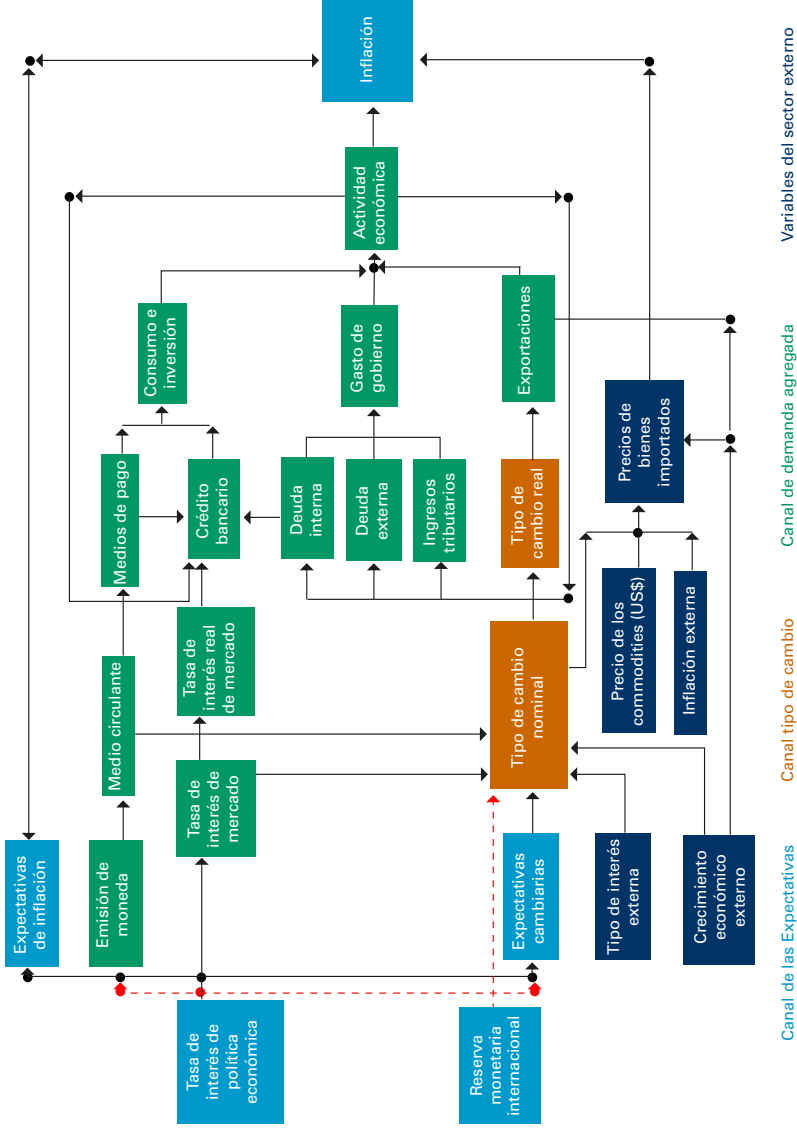 Expectativas
de inflación
Emisión de
moneda
Tasa de
interés de
política
económica
Reserva
monetaria
internacional
Tasa de
interés de
mercado
Expectativas
cambiarias
Tipo de interés
externa
Crecimiento
económico
externo
Medio circulante
Tasa de
interés real
de mercado
Tipo de cambio
nominal
Precio de los
commodities (US$)
Inflación externa
Medios de pago
Crédito
bancario
Deuda
interna
Deuda
externa
Ingresos
tributarios
Tipo de
cambio real
Precios de
bienes
importados
Consumo e
inversión
Gasto de
gobierno
Exportaciones
Actividad
económica
Inflación
Canal de las Expectativas
Canal tipo de cambio
Canal de demanda agregada
Variables del sector externo